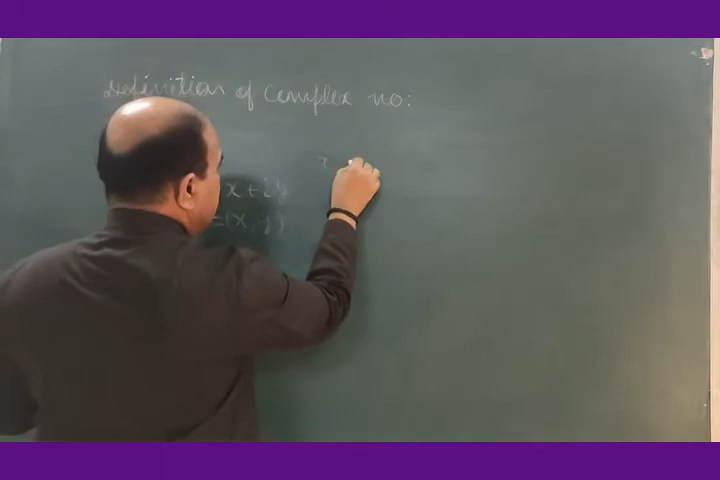 Definition of Complex no:
x + iy
=(x, y)
x